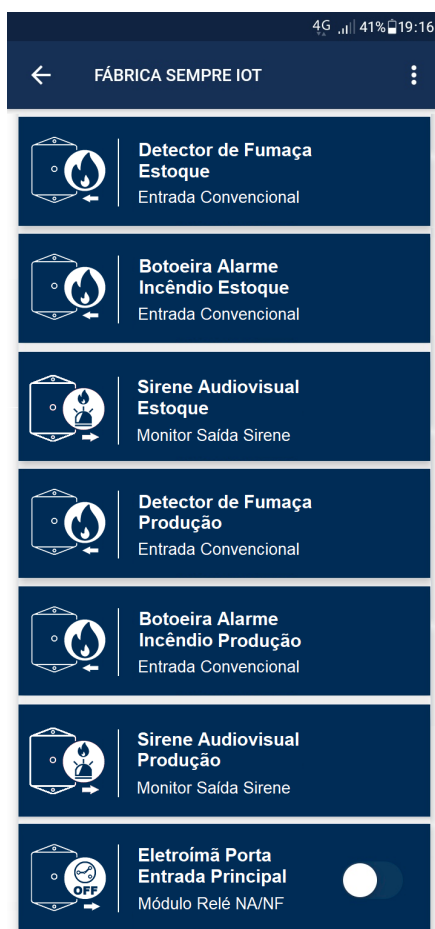 4G 41% 19:16
FÁBRICA SEMPRE IOT
Detector de Fumaça
Estoque
Entrada Convencional
Botoeira Alarme
Incêndio Estoque
Entrada Convencional
Sirene Audiovisual
Estoque
Monitor Saída Sirene
Detector de Fumaça
Produção
Entrada Convencional
Botoeira Alarme
Incêndio Produção
Entrada Convencional
Sirene Audiovisual
Produção
Monitor Saída Sirene
Eletroímã Porta
Entrada Principal
OFF
Módulo Relé NA/NF